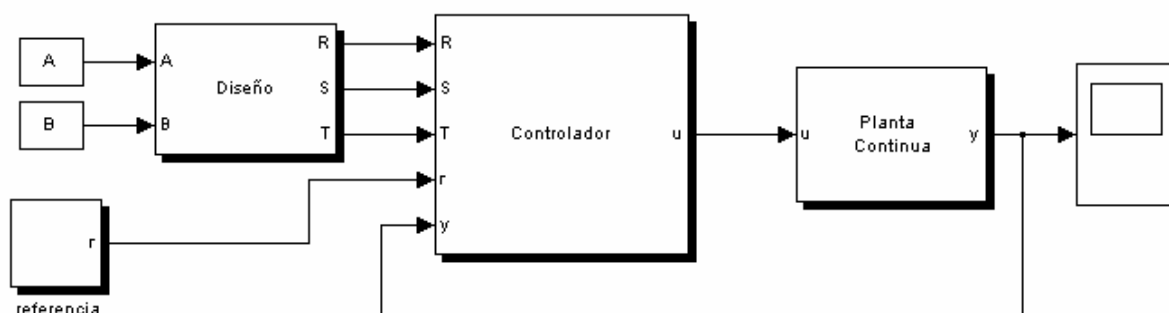 A
B
A
B
Diseño
R
S
T
R
S
T
r
y
Controlador
u
u
Planta
Continua
y
r
referencia